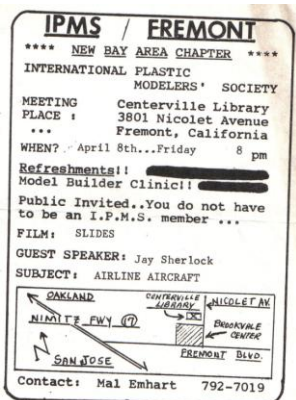 IPMS / FREMONT
**** NEW BAY AREA CHAPTER ****
INTERNATIONAL PLASTIC
MODELERS' SOCIETY
MEETING Centerville Library
PLACE : 3801 Nicolet Avenue
... Fremont, California
WHEN? April 8th...Friday 8 pm
Refreshments!!
Model Builder Clinic!!
Public Invited..You do not have
to be an I.P.M.S. member ...
FILM: SLIDES
GUEST SPEAKER: Jay Sherlock
SUBJECT: AIRLINE AIRCRAFT
OAKLAND
CENTERVILLE
LIBRARY
NICOLET AV.
NIMITZ FWY 17
BROOKVALE
CENTER
N
SAN JOSE
FREMONT BLVD.
Contact: Mal Emhart 792-7019